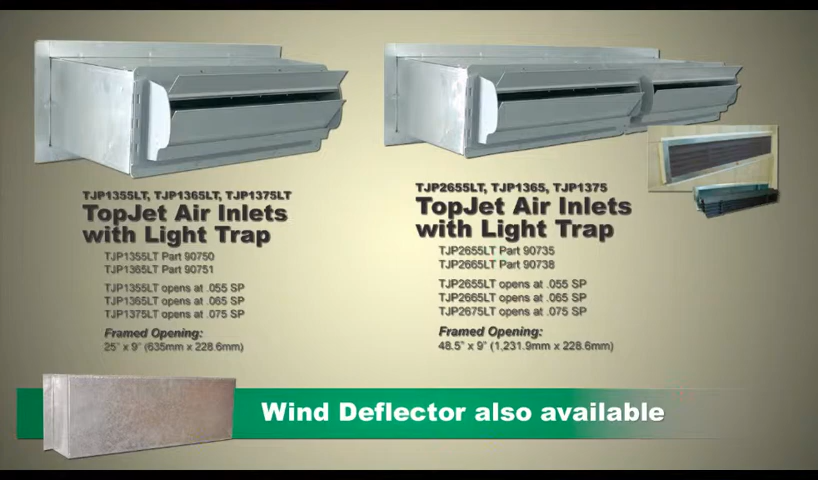 TJP1355LT, TJP1365LT, TJP1375LT
TopJet Air Inlets
with Light Trap
TJP1355LT Part 90750
TJP1365LT Part 90751
TJP1355LT opens at .055 SP
TJP1365LT opens at .065 SP
TJP1375LT opens at .075 SP
Framed Opening:
25" x 9" (635mm x 228.6mm)
TJP2655LT, TJP1365, TJP1375
TopJet Air Inlets
with Light Trap
TJP2655LT Part 90735
TJP2665LT Part 90738
TJP2655LT opens at .055 SP
TJP2665LT opens at .065 SP
TJP2675LT opens at .075 SP
Framed Opening:
48.5" x 9" (1,231.9mm x 228.6mm)
Wind Deflector also available